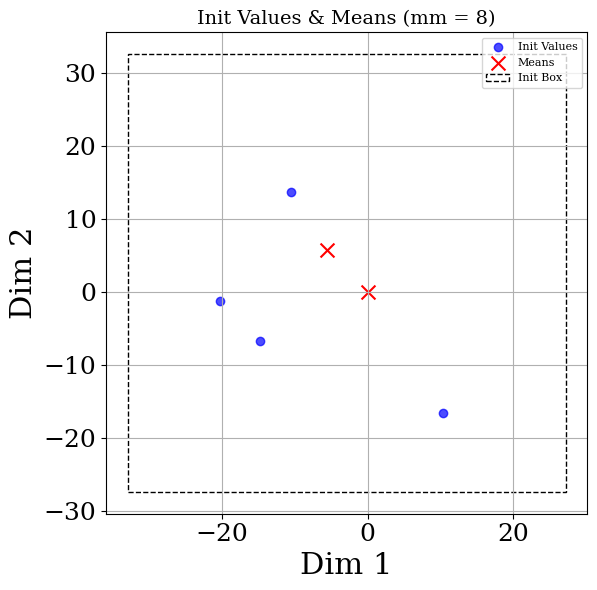 Init Values & Means (mm = 8)
Init Values
Means
Init Box
Dim 2
30
20
10
0
−10
−20
−30
−20
0
20
Dim 1